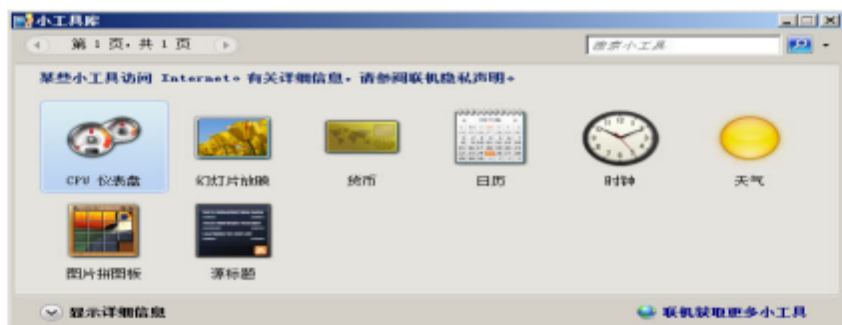 小工具库
第 1 页，共 1 页
搜索小工具
某些小工具访问 Internet。有关详细信息，请参阅联机隐私声明。
CPU 仪表盘
幻灯片放映
货币
日历
时钟
天气
图片拼图板
源标题
显示详细信息
联机获取更多小工具